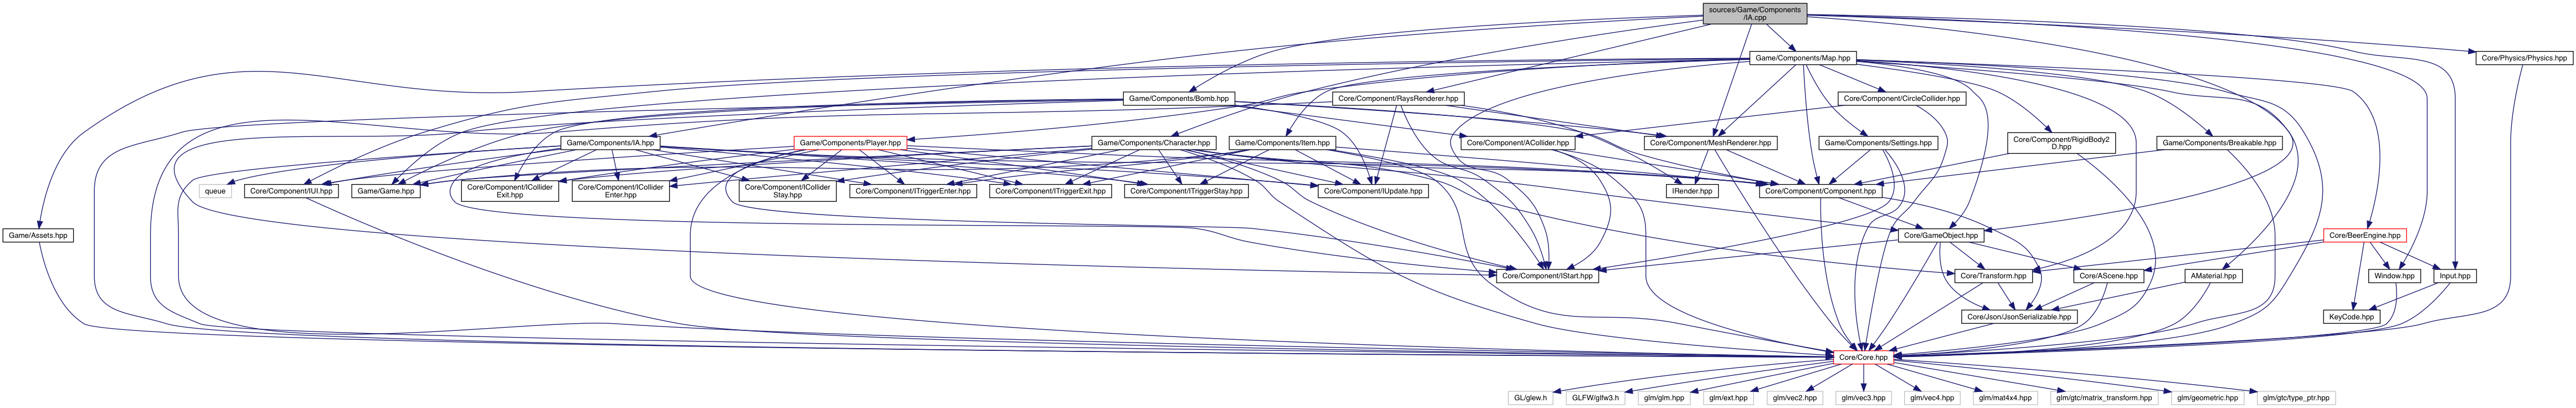 sources/Game/Components
/IA.cpp
Game/Components/Map.hpp
Core/Physics/Physics.hpp
Game/Components/Bomb.hpp
Core/Component/RaysRenderer.hpp
Core/Component/CircleCollider.hpp
Game/Components/IA.hpp
Game/Components/Player.hpp
Game/Components/Character.hpp
Game/Components/Item.hpp
Core/Component/ACollider.hpp
Core/Component/MeshRenderer.hpp
Game/Components/Settings.hpp
Core/Component/RigidBody2
D.hpp
Game/Components/Breakable.hpp
queue
Core/Component/IUI.hpp
Game/Game.hpp
Core/Component/ICollider
Exit.hpp
Core/Component/ICollider
Enter.hpp
Core/Component/ICollider
Stay.hpp
Core/Component/ITriggerEnter.hpp
Core/Component/ITriggerExit.hpp
Core/Component/ITriggerStay.hpp
Core/Component/IUpdate.hpp
IRender.hpp
Core/Component/Component.hpp
Game/Assets.hpp
Core/GameObject.hpp
Core/BeerEngine.hpp
Core/Component/IStart.hpp
Core/Transform.hpp
Core/AScene.hpp
AMaterial.hpp
Window.hpp
Input.hpp
Core/Json/JsonSerializable.hpp
KeyCode.hpp
Core/Core.hpp
GL/glew.h
GLFW/glfw3.h
glm/glm.hpp
glm/ext.hpp
glm/vec2.hpp
glm/vec3.hpp
glm/vec4.hpp
glm/mat4x4.hpp
glm/gtc/matrix_transform.hpp
glm/geometric.hpp
glm/gtc/type_ptr.hpp